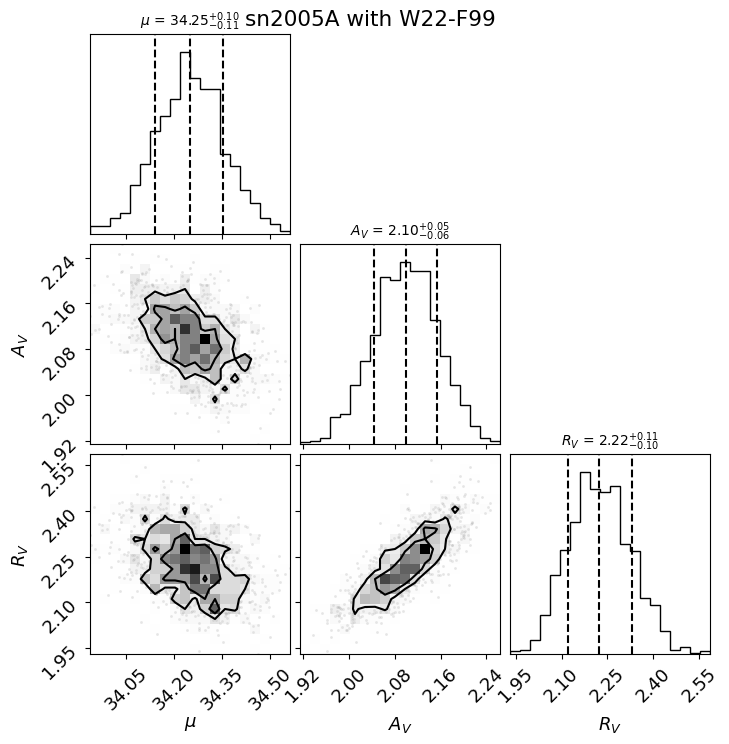 sn2005A with W22-F99
μ = 34.25+0.10−0.11
A_V = 2.10+0.05−0.06
2.24
2.16
2.08
2.00
1.92
A_V
R_V = 2.22+0.11−0.10
2.55
2.40
2.25
2.10
1.95
R_V
34.05 34.20 34.35 34.50
1.92 2.00 2.08 2.16 2.24
1.95 2.10 2.25 2.40 2.55
μ A_V R_V